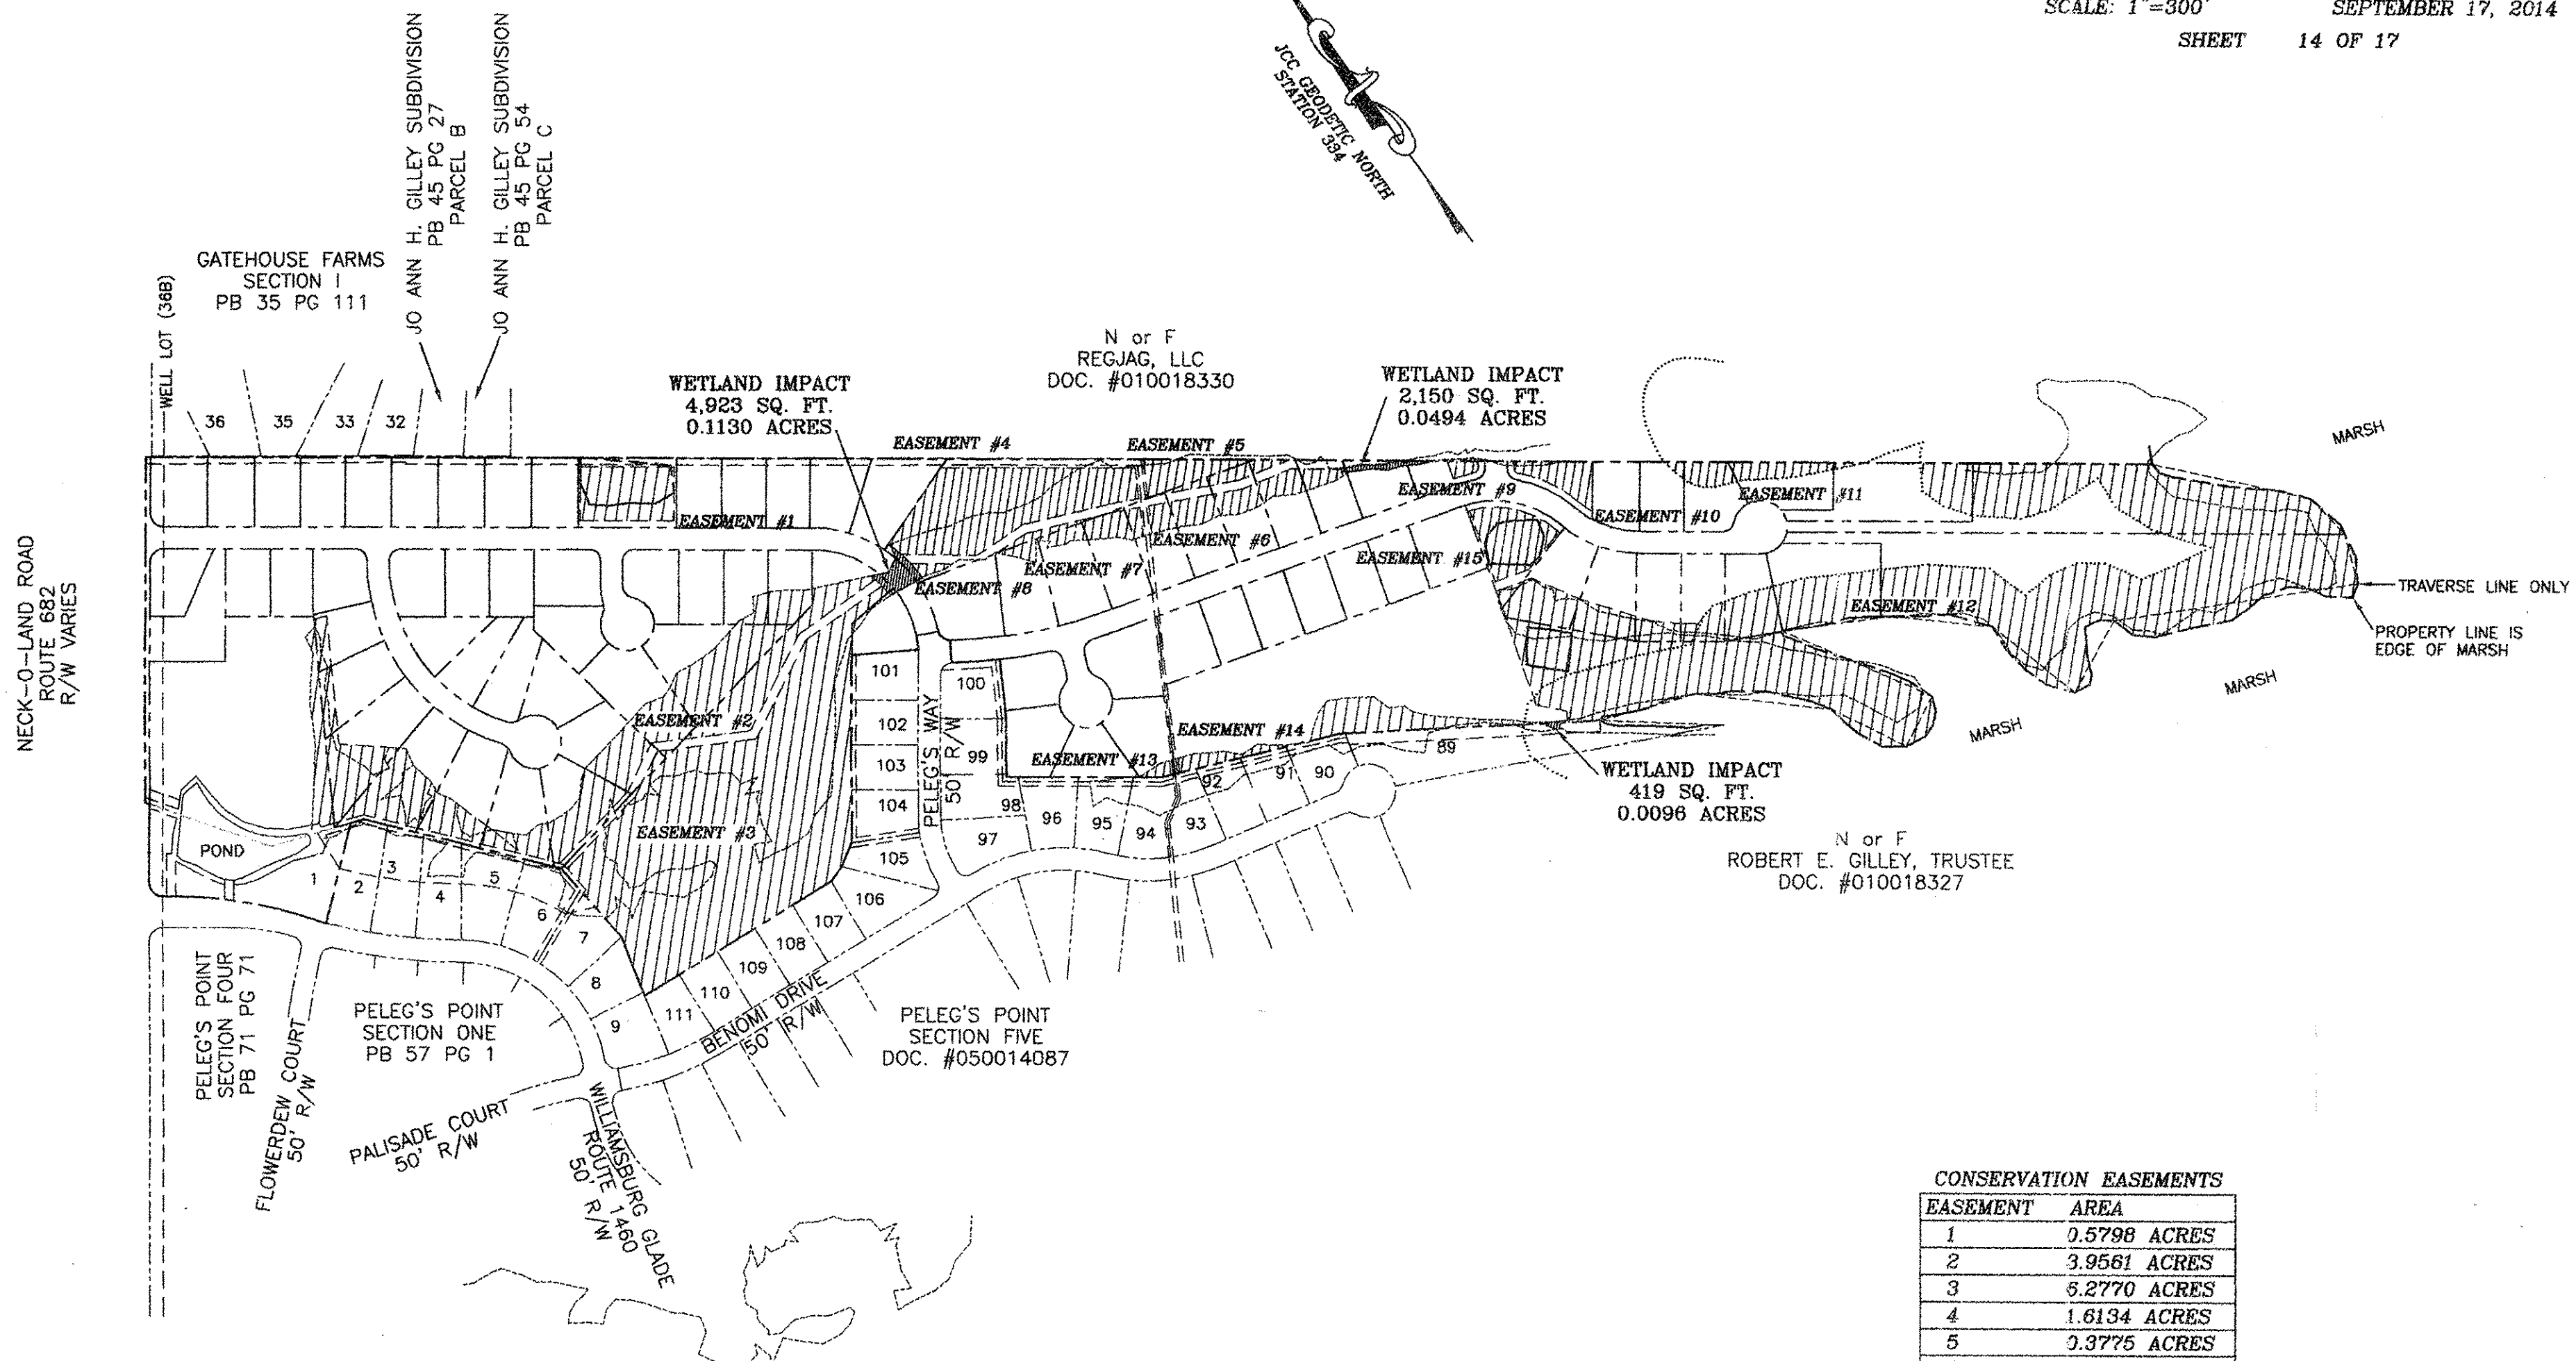 SCALE: 1"=300' SEPTEMBER 17, 2014
SHEET 14 OF 17
JCC GEODETIC NORTH
STATION 334
JO ANN H. GILLEY SUBDIVISION
PB 45 PG 27
PARCEL B
JO ANN H. GILLEY SUBDIVISION
PB 45 PG 54
PARCEL C
GATEHOUSE FARMS
SECTION I
PB 35 PG 111
WELL LOT (36B)
36
35
33
32
N or F
REGJAG, LLC
DOC. #010018330
WETLAND IMPACT
4,923 SQ. FT.
0.1130 ACRES
WETLAND IMPACT
2,150 SQ. FT.
0.0494 ACRES
MARSH
EASEMENT #4
EASEMENT #5
EASEMENT #9
EASEMENT #11
EASEMENT #1
EASEMENT #10
EASEMENT #6
EASEMENT #15
EASEMENT #7
EASEMENT #8
EASEMENT #12
TRAVERSE LINE ONLY
PROPERTY LINE IS
EDGE OF MARSH
MARSH
MARSH
NECK-O-LAND ROAD
ROUTE 682
R/W VARIES
EASEMENT #2
EASEMENT #3
EASEMENT #13
EASEMENT #14
101
102
103
104
PELEG'S WAY
50' R/W
100
99
98
97
96
95
94
93
92
91
90
89
WETLAND IMPACT
419 SQ. FT.
0.0096 ACRES
N or F
ROBERT E. GILLEY, TRUSTEE
DOC. #010018327
POND
1
2
3
4
5
6
7
8
9
105
106
107
108
109
110
111
BENOMI DRIVE
50' R/W
PELEG'S POINT
SECTION FOUR
PB 71 PG 71
FLOWERDEW COURT
50' R/W
PELEG'S POINT
SECTION ONE
PB 57 PG 1
PELEG'S POINT
SECTION FIVE
DOC. #050014087
PALISADE COURT
50' R/W
WILLIAMSBURG GLADE
ROUTE 1460
50' R/W
CONSERVATION EASEMENTS
EASEMENT AREA
1 0.5798 ACRES
2 3.9561 ACRES
3 6.2770 ACRES
4 1.6134 ACRES
5 0.3775 ACRES